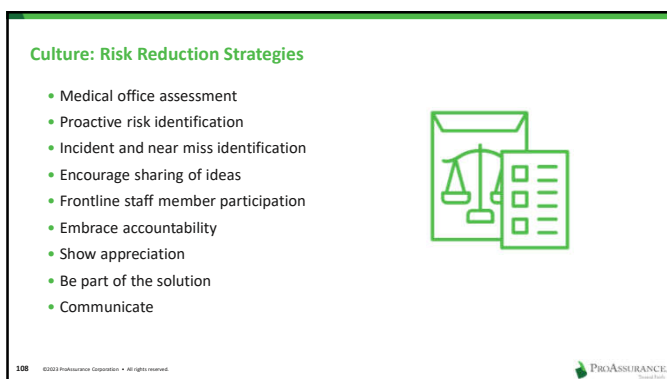 Culture: Risk Reduction Strategies
• Medical office assessment
• Proactive risk identification
• Incident and near miss identification
• Encourage sharing of ideas
• Frontline staff member participation
• Embrace accountability
• Show appreciation
• Be part of the solution
• Communicate
108 ©2023 ProAssurance Corporation • All rights reserved.
PROASSURANCE